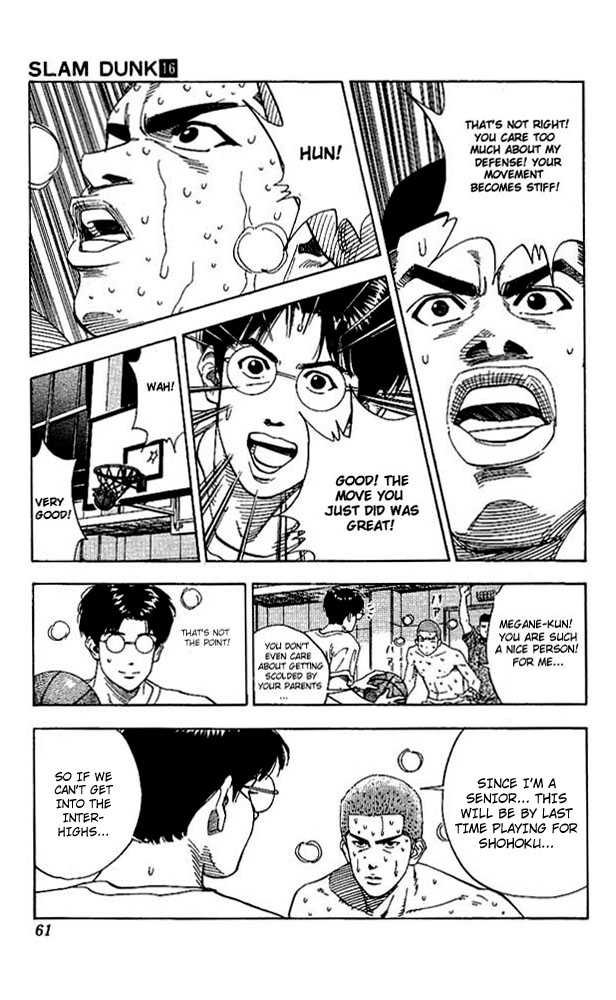 SLAM DUNK 16
THAT'S NOT RIGHT!
YOU CARE TOO
MUCH ABOUT MY
DEFENSE! YOUR
MOVEMENT
BECOMES STIFF!
HUN!
GOOD! THE
MOVE YOU
JUST DID WAS
GREAT!
WAH!
VERY
GOOD!
MEGANE-KUN!
YOU ARE SUCH
A NICE PERSON!
FOR ME...
YOU DON'T
EVEN CARE
ABOUT GETTING
SCOLDED BY
YOUR PARENTS
...
THAT'S NOT
THE POINT!
SINCE I'M A
SENIOR... THIS
WILL BE BY LAST
TIME PLAYING FOR
SHOHOKU...
SO IF WE
CAN'T GET
INTO THE
INTER-
HIGHS...
61